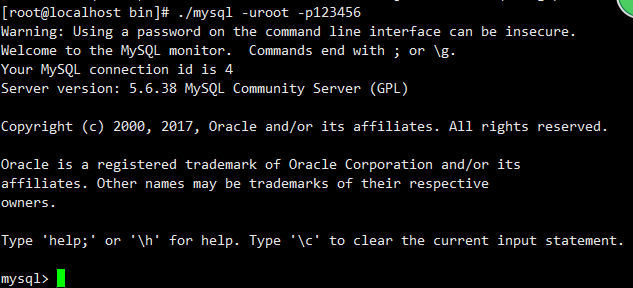 [root@localhost bin]# ./mysql -uroot -p123456
Warning: Using a password on the command line interface can be insecure.
Welcome to the MySQL monitor.  Commands end with ; or \g.
Your MySQL connection id is 4
Server version: 5.6.38 MySQL Community Server (GPL)
Copyright (c) 2000, 2017, Oracle and/or its affiliates. All rights reserved.
Oracle is a registered trademark of Oracle Corporation and/or its
affiliates. Other names may be trademarks of their respective
owners.
Type 'help;' or '\h' for help. Type '\c' to clear the current input statement.
mysql>